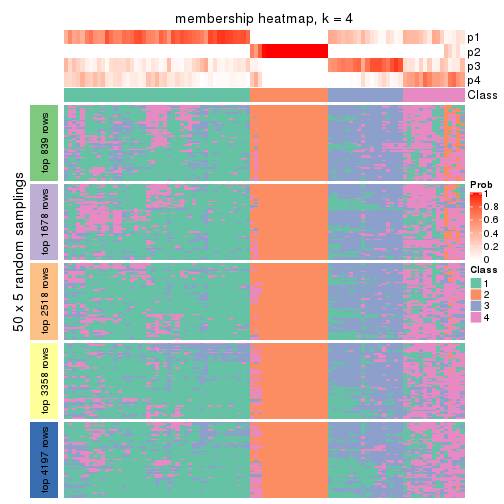 membership heatmap, k = 4
p1
p2
p3
p4
Class
50 x 5 random samplings
top 839 rows
top 1678 rows
top 2518 rows
top 3358 rows
top 4197 rows
Prob
1
0.8
0.6
0.4
0.2
0
Class
1
2
3
4